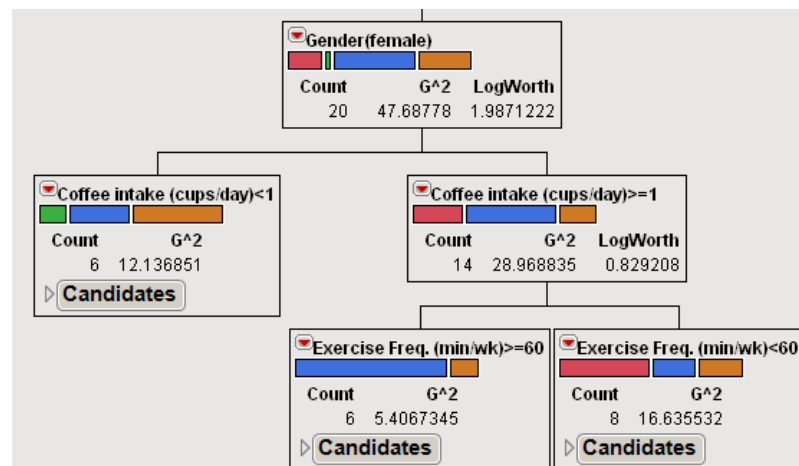 Gender(female)
Count G^2 LogWorth
20 47.68778 1.9871222
Coffee intake (cups/day)<1
Count G^2
6 12.136851
Candidates
Coffee intake (cups/day)>=1
Count G^2 LogWorth
14 28.968835 0.829208
Exercise Freq. (min/wk)>=60
Count G^2
6 5.4067345
Candidates
Exercise Freq. (min/wk)<60
Count G^2
8 16.635532
Candidates